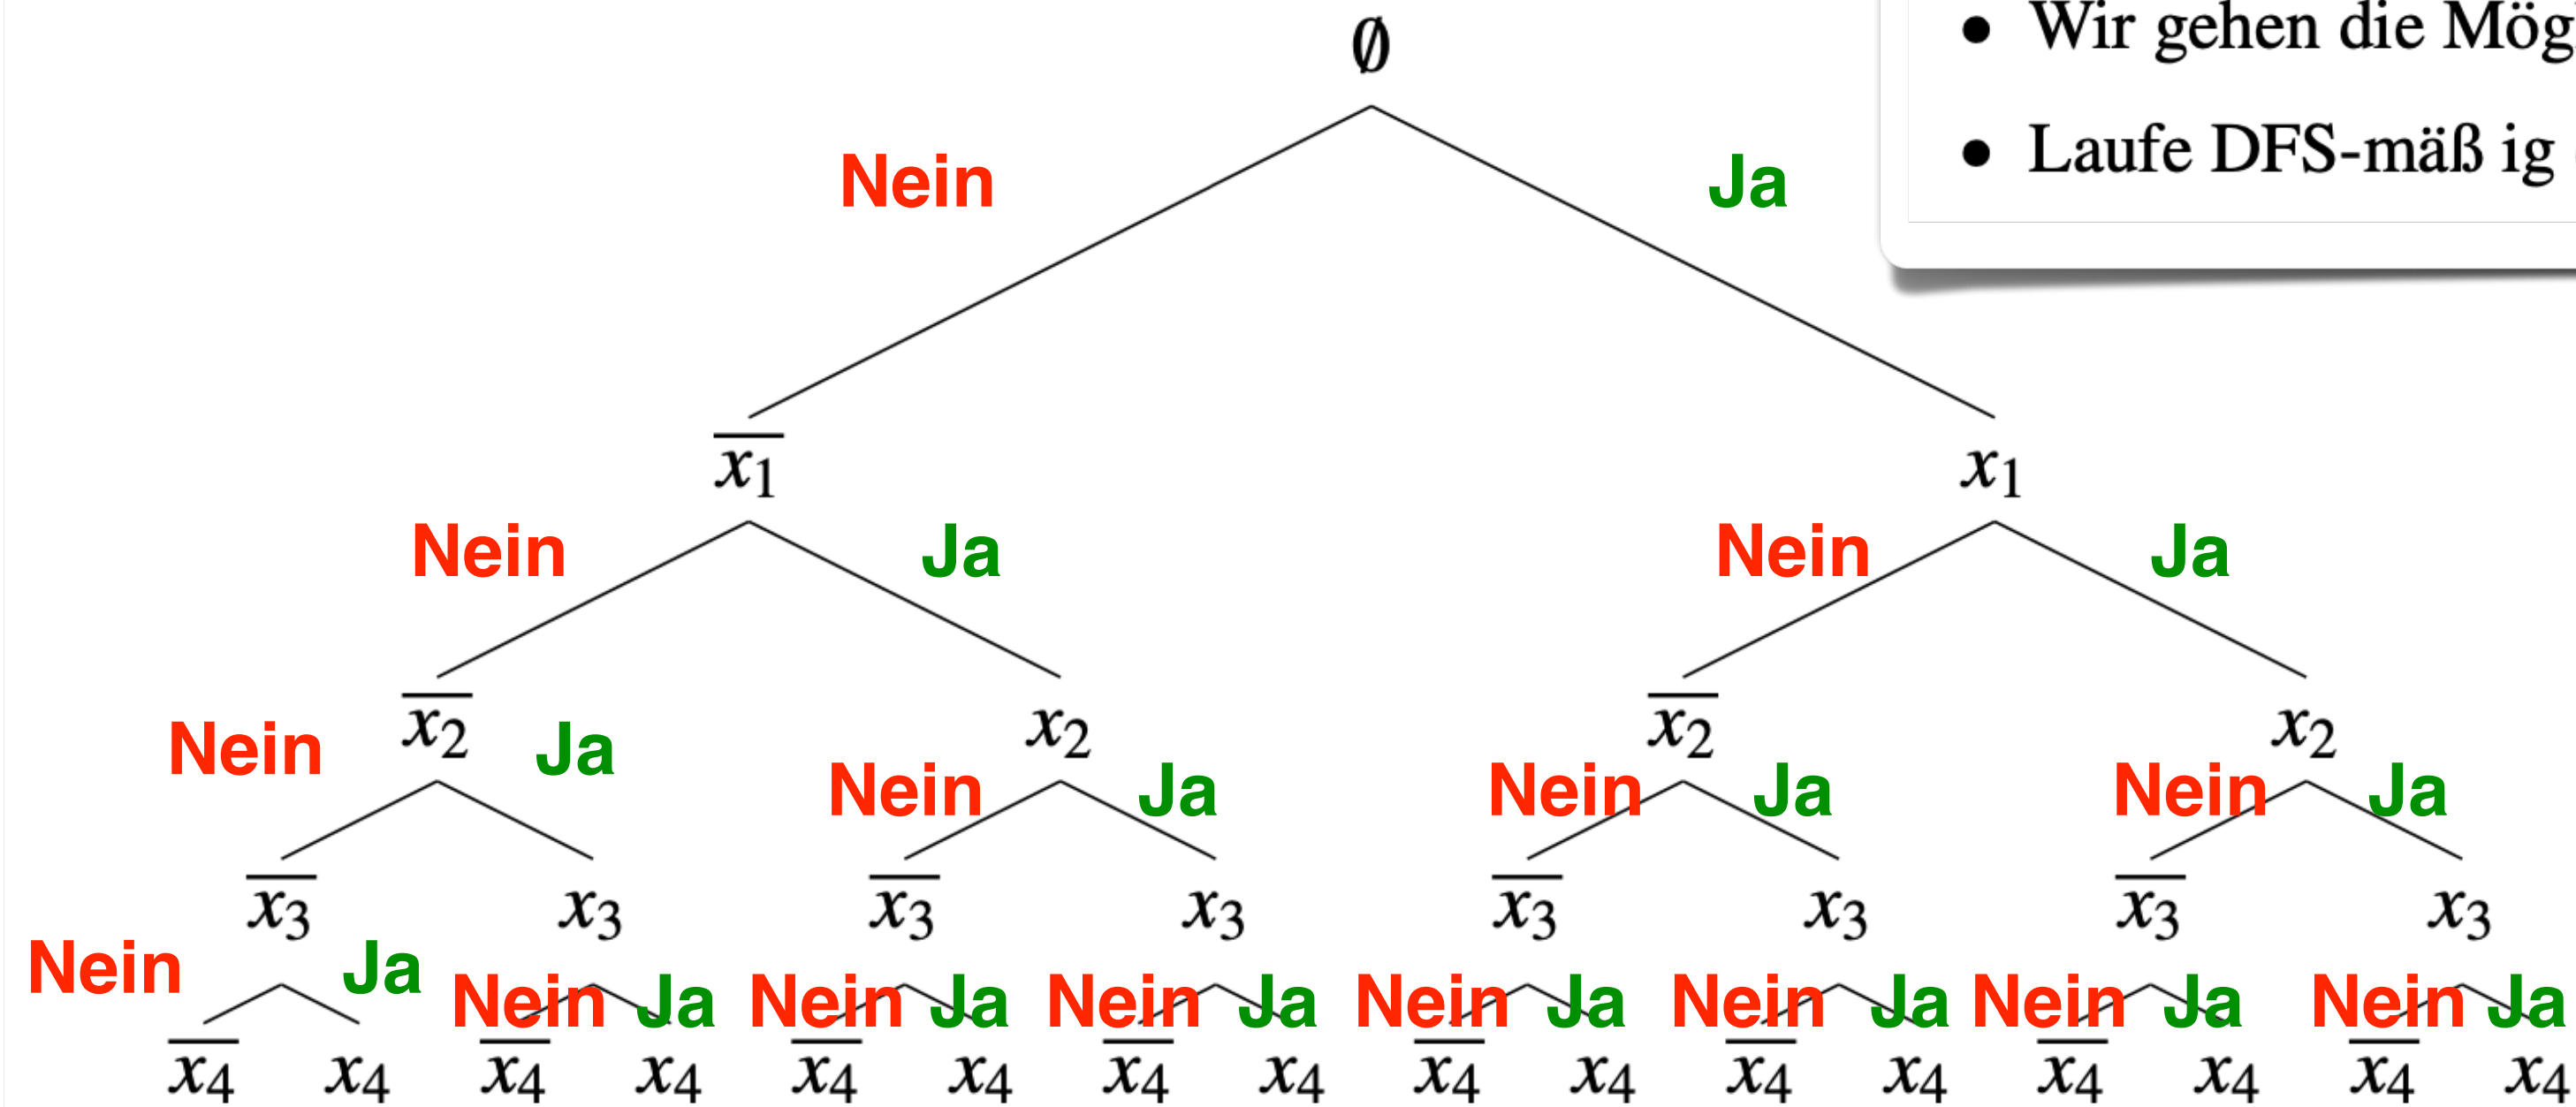 ∅
• Wir gehen die
• Laufe DFS-mäß ig
Nein Ja
x̅₁ x₁
Nein Ja Nein Ja
x̅₂ x₂ x̅₂ x₂
Nein Ja Nein Ja Nein Ja Nein Ja
x̅₃ x₃ x̅₃ x₃ x̅₃ x₃ x̅₃ x₃
Nein Ja Nein Ja Nein Ja Nein Ja Nein Ja Nein Ja Nein Ja Nein Ja
x̅₄ x₄ x̅₄ x₄ x̅₄ x₄ x̅₄ x₄ x̅₄ x₄ x̅₄ x₄ x̅₄ x₄ x̅₄ x₄